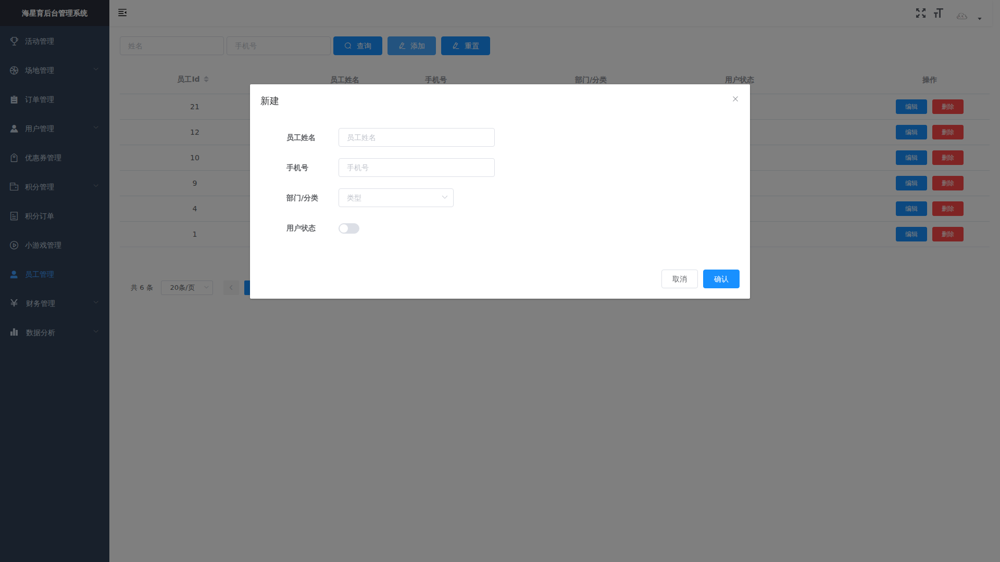 海星育后台管理系统
活动管理
场地管理
订单管理
用户管理
优惠券管理
积分管理
积分订单
小游戏管理
员工管理
财务管理
数据分析
姓名 手机号 查询 添加 重置
员工Id 员工姓名 手机号 部门/分类 用户状态 操作
21 编辑 删除
12 编辑 删除
10 编辑 删除
9 编辑 删除
4 编辑 删除
1 编辑 删除
共 6 条 20条/页
新建
员工姓名 员工姓名
手机号 手机号
部门/分类 类型
用户状态
取消 确认